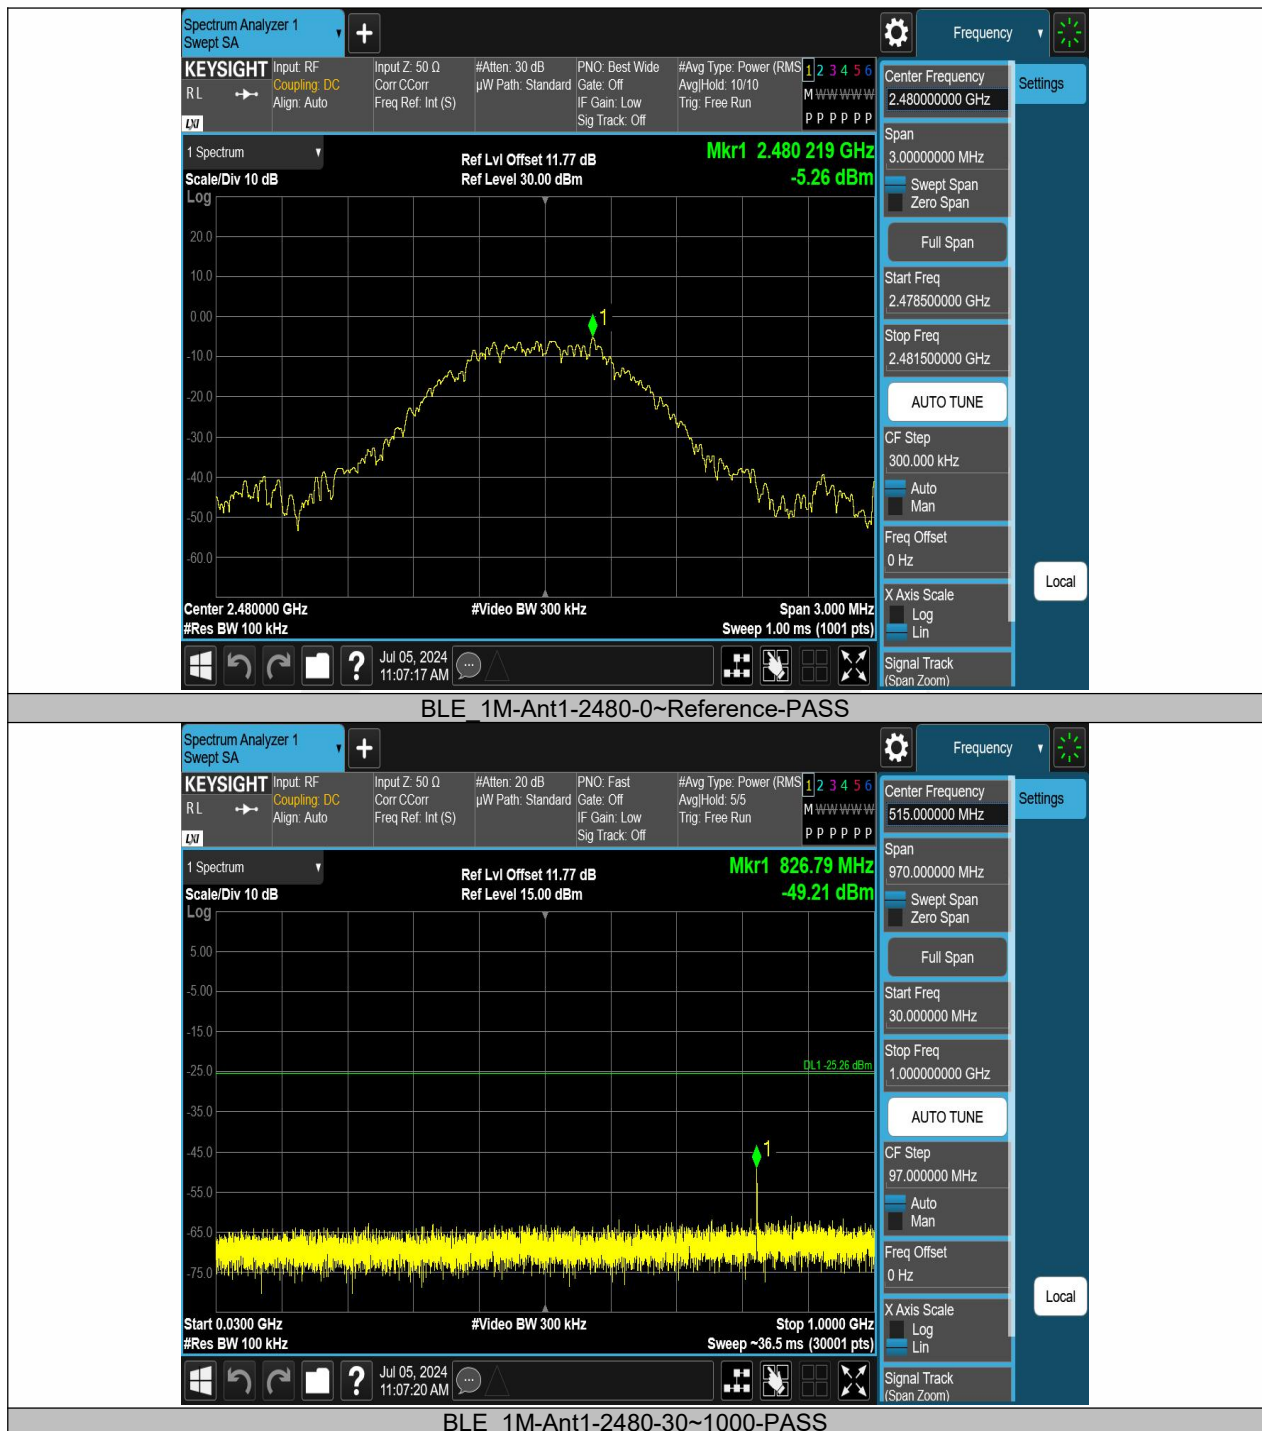 Spectrum Analyzer 1
Swept SA
Frequency
KEYSIGHT
R L
LXI
Input: RF
Coupling: DC
Align: Auto
Input Z: 50 Ω
Corr CCorr
Freq Ref: Int (S)
#Atten: 30 dB
µW Path: Standard
PNO: Best Wide
Gate: Off
IF Gain: Low
Sig Track: Off
#Avg Type: Power (RMS
Avg|Hold: 10/10
Trig: Free Run
1 2 3 4 5 6
M W W W W W
P P P P P P
1 Spectrum
Scale/Div 10 dB
Log
Ref Lvl Offset 11.77 dB
Ref Level 30.00 dBm
Mkr1 2.480 219 GHz
-5.26 dBm
20.0
10.0
0.00
-10.0
-20.0
-30.0
-40.0
-50.0
-60.0
1
Center 2.480000 GHz
#Res BW 100 kHz
#Video BW 300 kHz
Span 3.000 MHz
Sweep 1.00 ms (1001 pts)
?
Jul 05, 2024
11:07:17 AM
Center Frequency
2.480000000 GHz
Span
3.00000000 MHz
Swept Span
Zero Span
Full Span
Start Freq
2.478500000 GHz
Stop Freq
2.481500000 GHz
AUTO TUNE
CF Step
300.000 kHz
Auto
Man
Freq Offset
0 Hz
X Axis Scale
Log
Lin
Signal Track
(Span Zoom)
Settings
Local
BLE_1M-Ant1-2480-0~Reference-PASS
Spectrum Analyzer 1
Swept SA
Frequency
KEYSIGHT
R L
LXI
Input: RF
Coupling: DC
Align: Auto
Input Z: 50 Ω
Corr CCorr
Freq Ref: Int (S)
#Atten: 20 dB
µW Path: Standard
PNO: Fast
Gate: Off
IF Gain: Low
Sig Track: Off
#Avg Type: Power (RMS
Avg|Hold: 5/5
Trig: Free Run
1 2 3 4 5 6
M W W W W W
P P P P P P
1 Spectrum
Scale/Div 10 dB
Log
Ref Lvl Offset 11.77 dB
Ref Level 15.00 dBm
Mkr1 826.79 MHz
-49.21 dBm
5.00
-5.00
-15.0
-25.0
-35.0
-45.0
-55.0
-65.0
-75.0
DL1 -25.26 dBm
1
Start 0.0300 GHz
#Res BW 100 kHz
#Video BW 300 kHz
Stop 1.0000 GHz
Sweep ~36.5 ms (30001 pts)
?
Jul 05, 2024
11:07:20 AM
Center Frequency
515.000000 MHz
Span
970.000000 MHz
Swept Span
Zero Span
Full Span
Start Freq
30.000000 MHz
Stop Freq
1.000000000 GHz
AUTO TUNE
CF Step
97.000000 MHz
Auto
Man
Freq Offset
0 Hz
X Axis Scale
Log
Lin
Signal Track
(Span Zoom)
Settings
Local
BLE_1M-Ant1-2480-30~1000-PASS